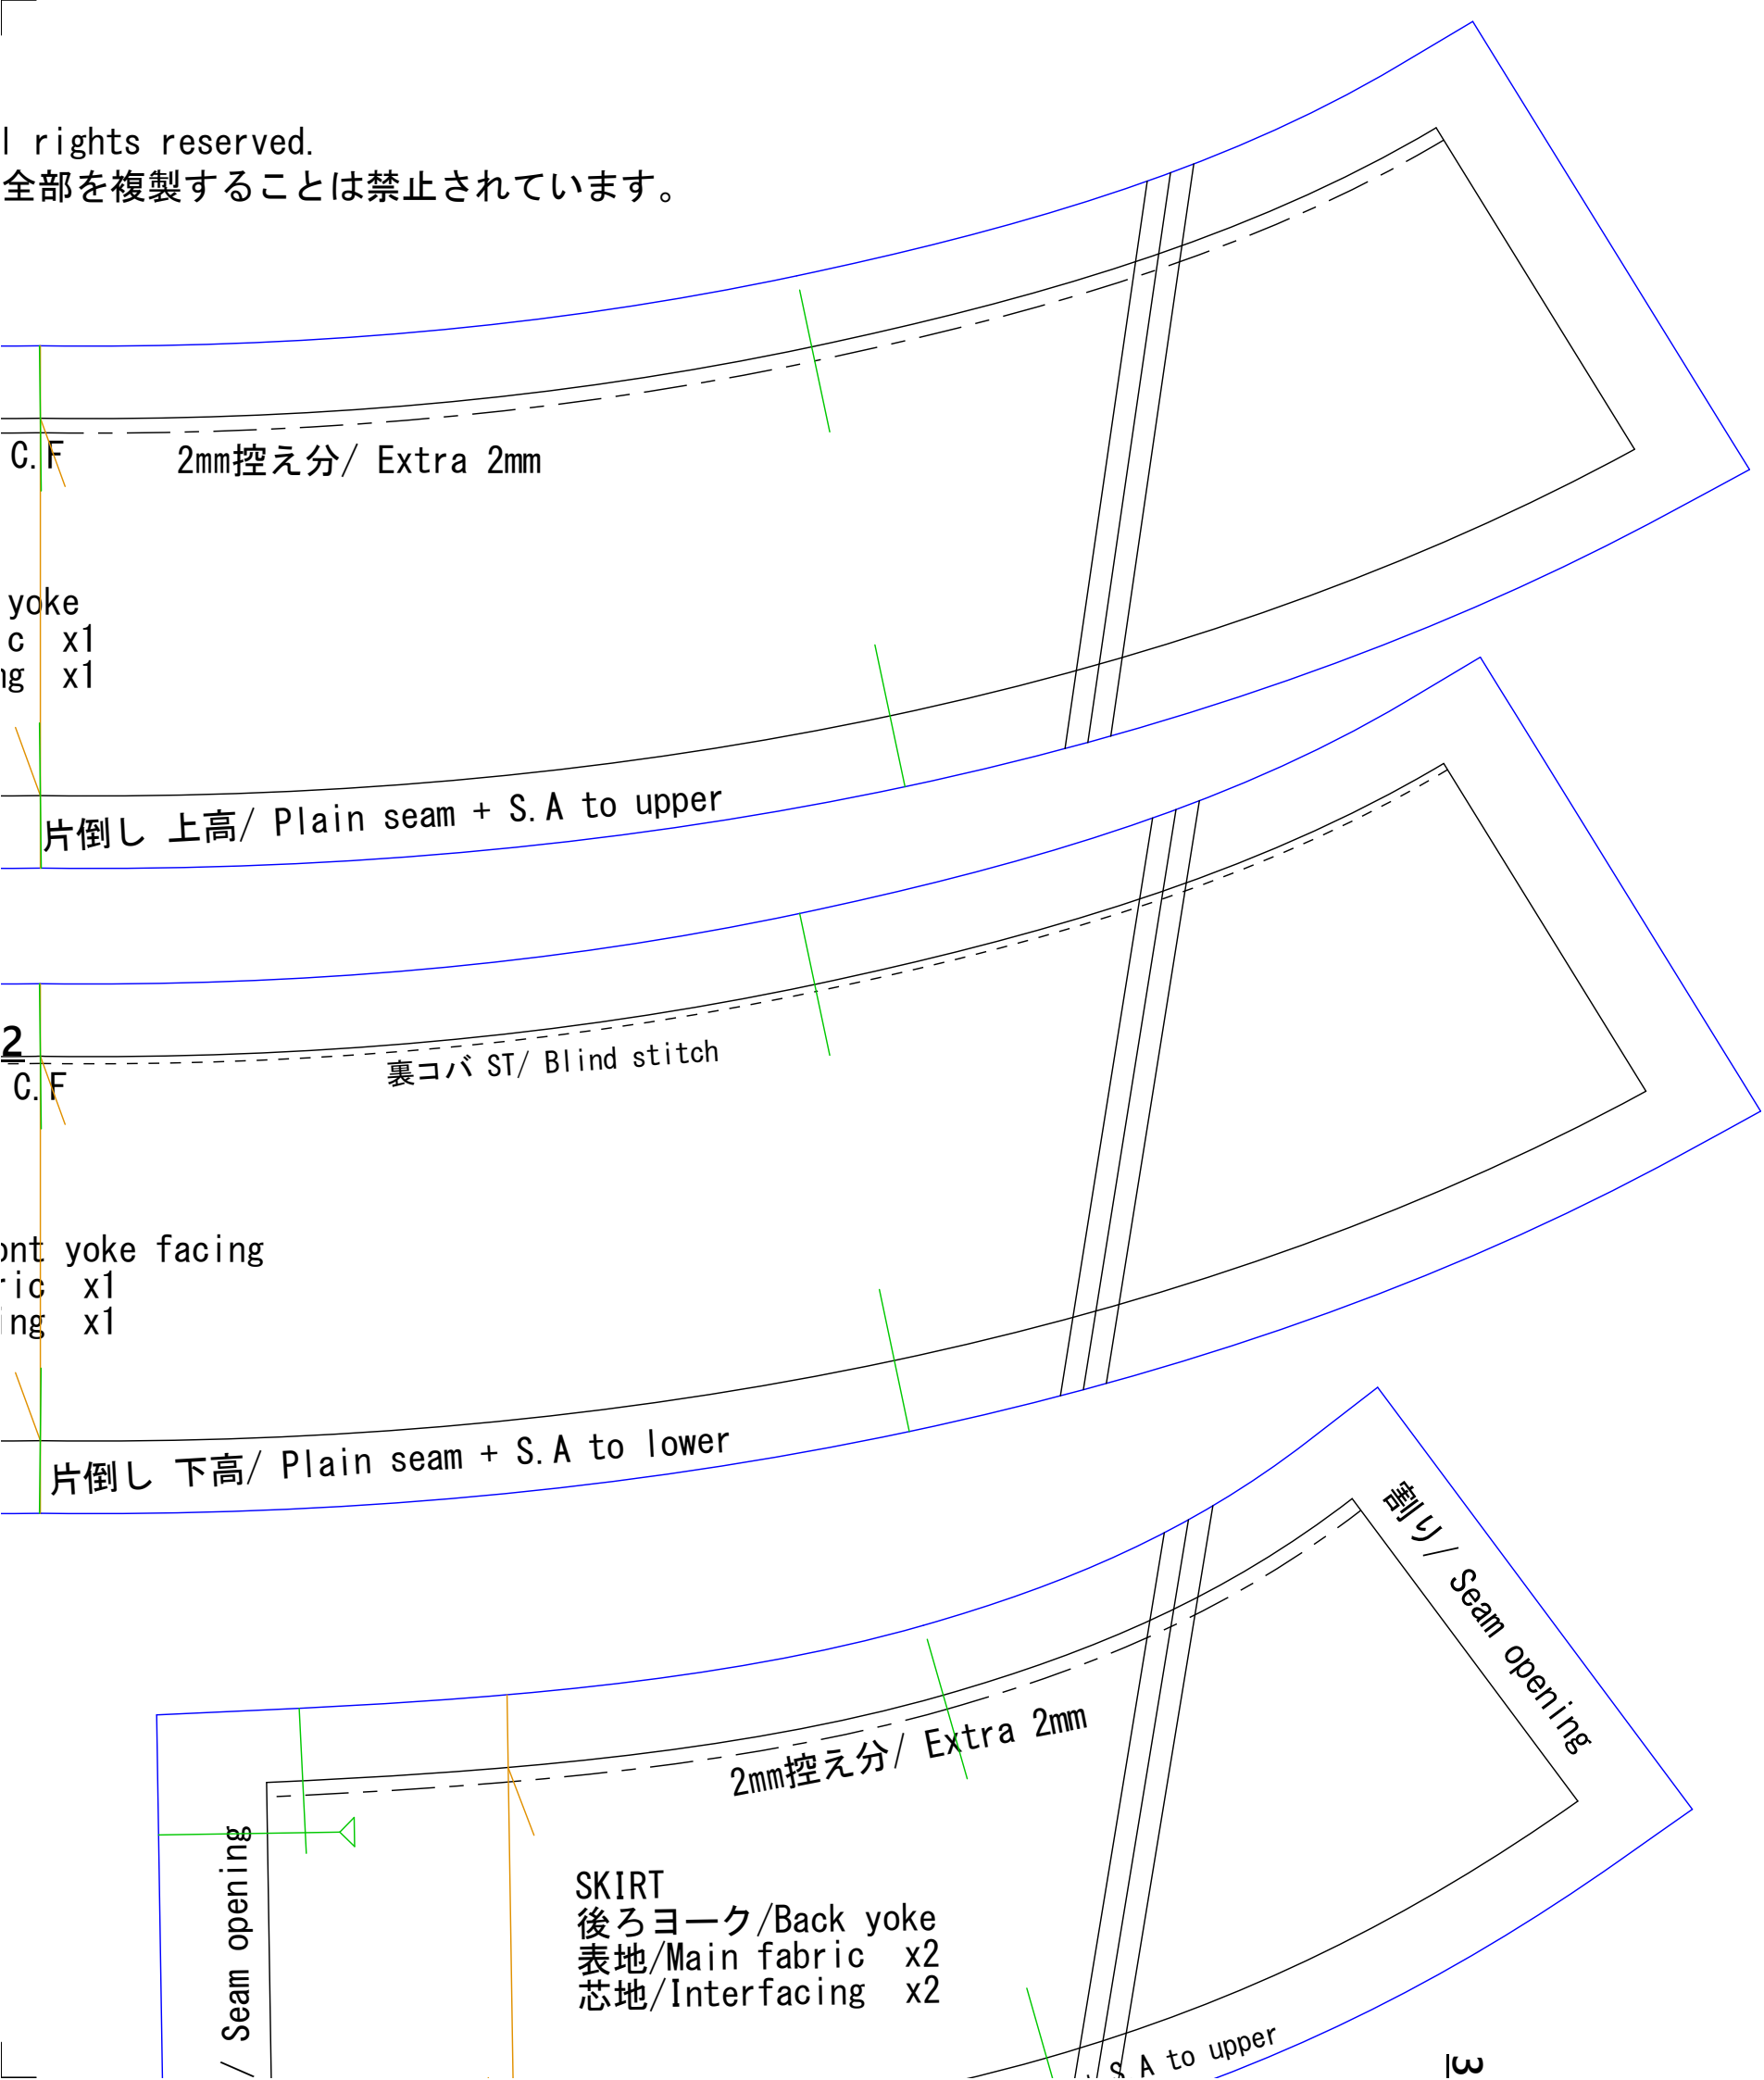 l rights reserved.
全部を複製することは禁止されています。
C.F
2mm控え分/ Extra 2mm
yoke
c x1
ng x1
片倒し 上高/ Plain seam + S.A to upper
2
C.F
裏コバ ST/ Blind stitch
ont yoke facing
ric x1
ing x1
片倒し 下高/ Plain seam + S.A to lower
割り/ Seam opening
2mm控え分/ Extra 2mm
/ Seam opening
SKIRT
後ろヨーク/Back yoke
表地/Main fabric x2
芯地/Interfacing x2
S.A to upper
3